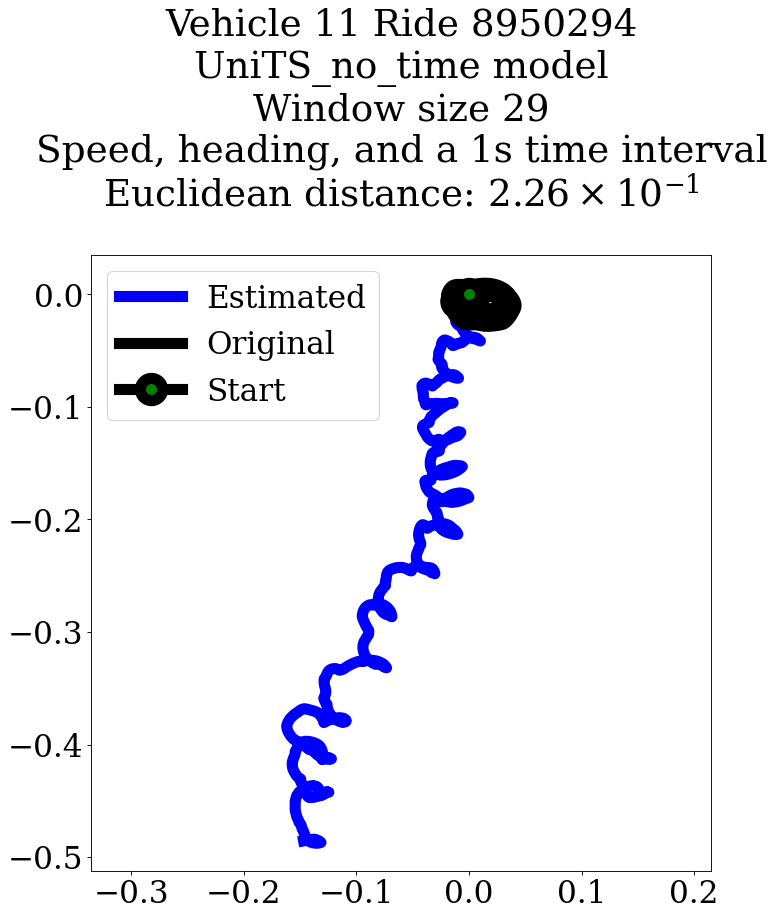 Vehicle 11 Ride 8950294
UniTS_no_time model
Window size 29
Speed, heading, and a 1s time interval
Euclidean distance: 2.26 × 10⁻¹
Estimated
Original
Start
0.0
−0.1
−0.2
−0.3
−0.4
−0.5
−0.3 −0.2 −0.1 0.0 0.1 0.2